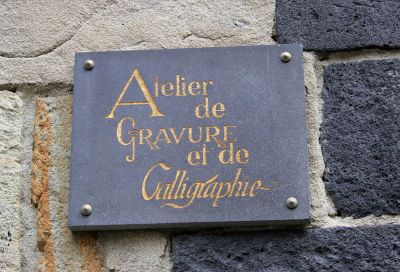 Atelier
de
GRAVURE
et de
Calligraphie